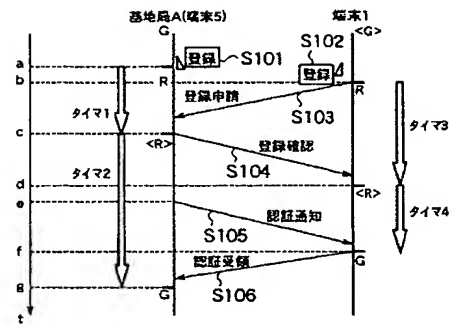 基地局A(端末5)
端末1
G
<G>
登録
S101
S102
登録
a
b
R
R
登録申請
S103
タイマ1
タイマ3
c
<R>
登録確認
S104
タイマ2
d
<R>
e
認証通知
タイマ4
S105
f
G
認証受領
g
G
S106
t